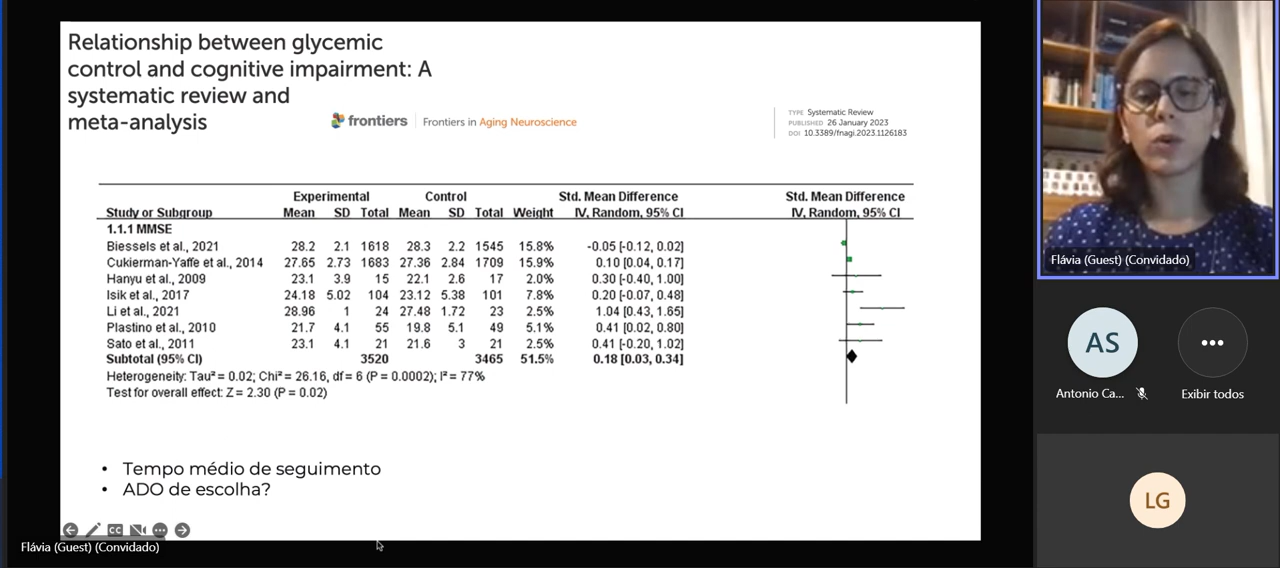 Relationship between glycemic
control and cognitive impairment: A
systematic review and
meta-analysis
frontiers | Frontiers in Aging Neuroscience
TYPE Systematic Review
PUBLISHED 26 January 2023
DOI 10.3389/fnagi.2023.1126183
Experimental Control Std. Mean Difference Std. Mean Difference
Study or Subgroup Mean SD Total Mean SD Total Weight IV, Random, 95% CI IV, Random, 95% CI
1.1.1 MMSE
Biessels et al., 2021 28.2 2.1 1618 28.3 2.2 1545 15.8% -0.05 [-0.12, 0.02]
Cukierman-Yaffe et al., 2014 27.65 2.73 1683 27.36 2.84 1709 15.9% 0.10 [0.04, 0.17]
Hanyu et al., 2009 23.1 3.9 15 22.1 2.6 17 2.0% 0.30 [-0.40, 1.00]
Isik et al., 2017 24.18 5.02 104 23.12 5.38 101 7.8% 0.20 [-0.07, 0.48]
Li et al., 2021 28.96 1 24 27.48 1.72 23 2.5% 1.04 [0.43, 1.65]
Plastino et al., 2010 21.7 4.1 55 19.8 5.1 49 5.1% 0.41 [0.02, 0.80]
Sato et al., 2011 23.1 4.1 21 21.6 3 21 2.5% 0.41 [-0.20, 1.02]
Subtotal (95% CI) 3520 3465 51.5% 0.18 [0.03, 0.34]
Heterogeneity: Tau² = 0.02; Chi² = 26.16, df = 6 (P = 0.0002); I² = 77%
Test for overall effect: Z = 2.30 (P = 0.02)
• Tempo médio de seguimento
• ADO de escolha?
CC
Flávia (Guest) (Convidado)
Flávia (Guest) (Convidado)
AS
Antonio Ca...
Exibir todos
LG